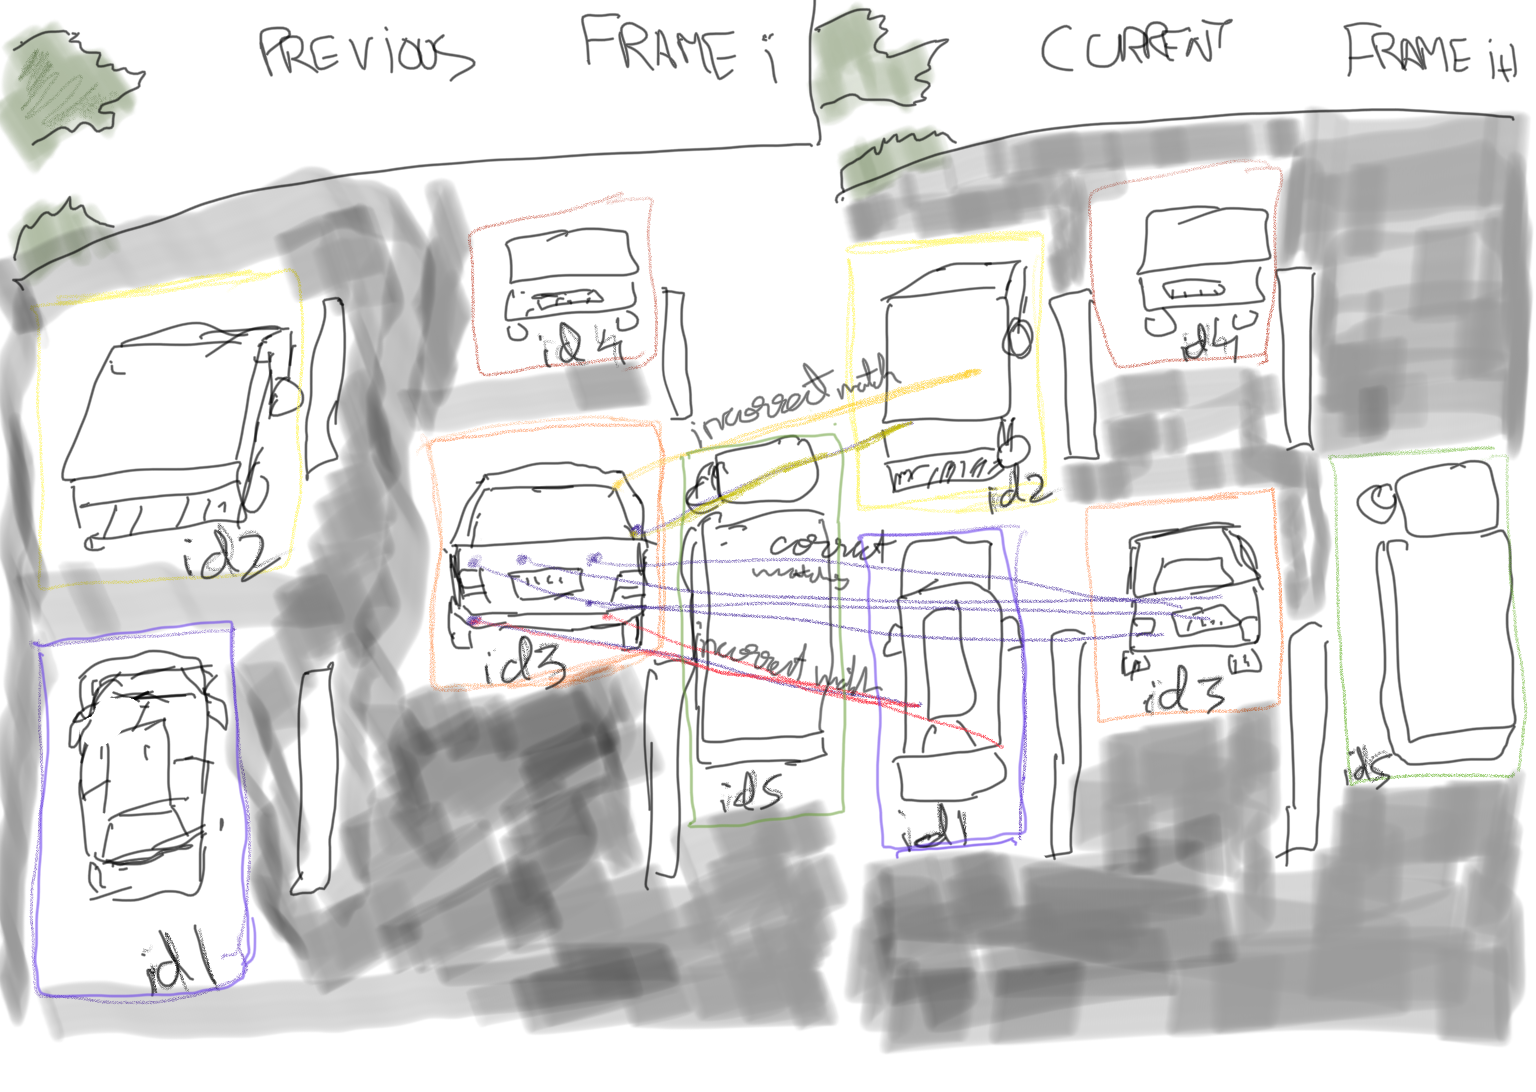 PREVIOUS FRAME i
CURRENT FRAME i+1
id4
id4
incorrect match
id2
id2
correct
matches
id3
incorrect match
id3
id5
id5
id1
id1